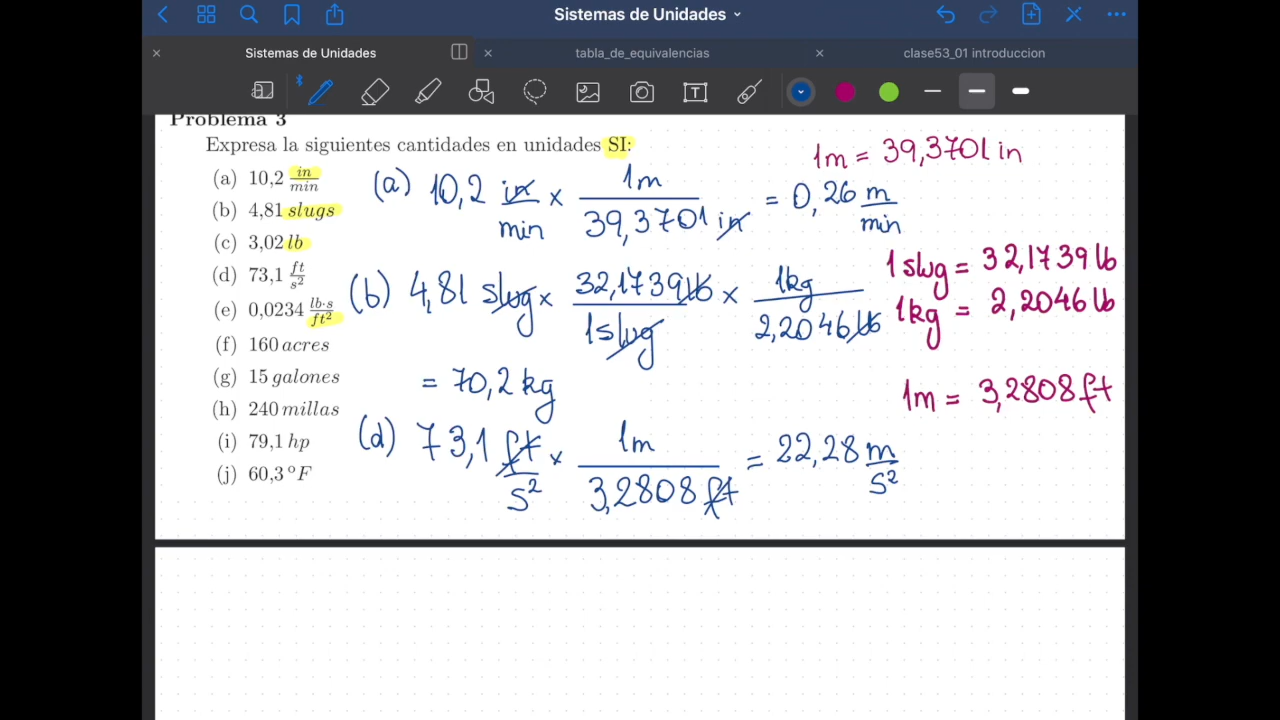 Sistemas de Unidades
Sistemas de Unidades
tabla_de_equivalencias
clase53_01 introduccion
Problema 3
Expresa la siguientes cantidades en unidades SI:
(a) 10,2 in/min
(b) 4,81 slugs
(c) 3,02 lb
(d) 73,1 ft/s²
(e) 0,0234 lb·s/ft²
(f) 160 acres
(g) 15 galones
(h) 240 millas
(i) 79,1 hp
(j) 60,3 °F
1m = 39,3701 in
(a) 10,2 in/min × 1m/39,3701 in = 0,26 m/min
(b) 4,81 slug × 32,1739 lb/1 slug × 1kg/2,2046 lb
= 70,2 kg
1 slug = 32,1739 lb
1kg = 2,2046 lb
1m = 3,2808 ft
(d) 73,1 ft/s² × 1m/3,2808 ft = 22,28 m/s²